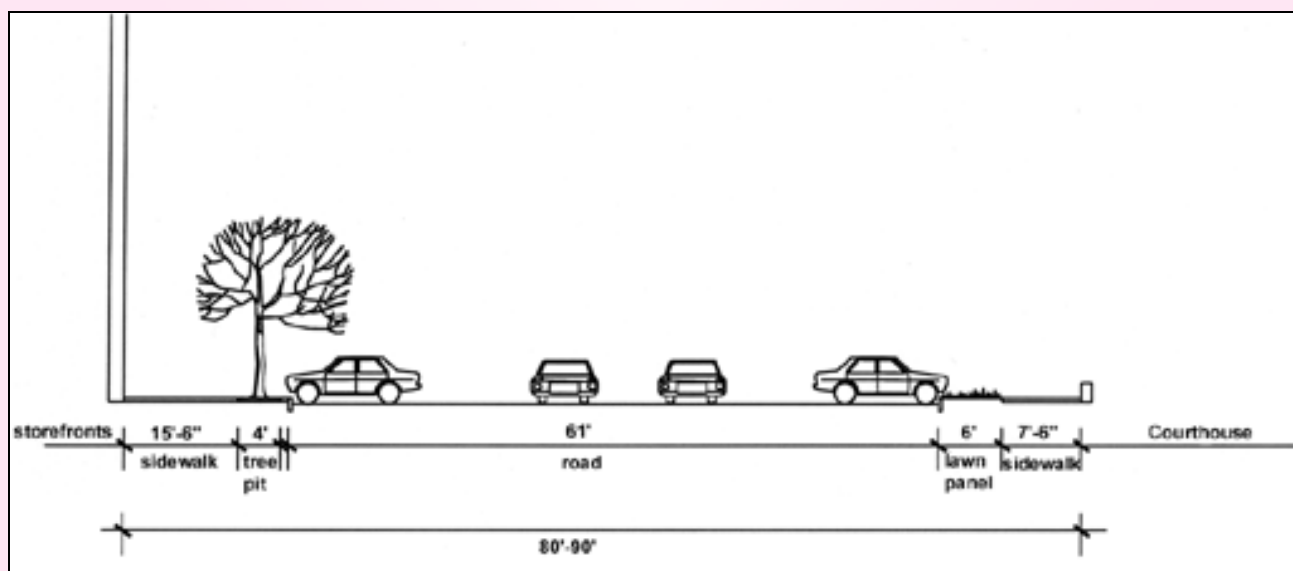 storefronts 15'-6" 4' 61' 6' 7'-6" Courthouse
sidewalk tree road lawn sidewalk
pit panel
80'-90'